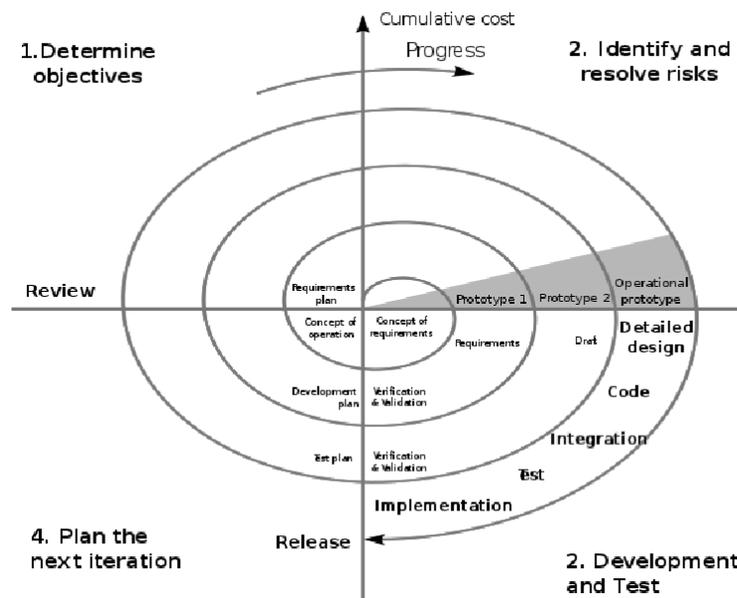 Cumulative cost
1.Determine
objectives
Progress
2. Identify and
resolve risks
Review
Requirements
plan
Prototype 1
Prototype 2
Operational
prototype
Concept of
operation
Concept of
requirements
Requirements
Draft
Detailed
design
Development
plan
Verification
& Validation
Code
Integration
Test plan
Verification
& Validation
Test
Implementation
Release
4. Plan the
next iteration
2. Development
and Test